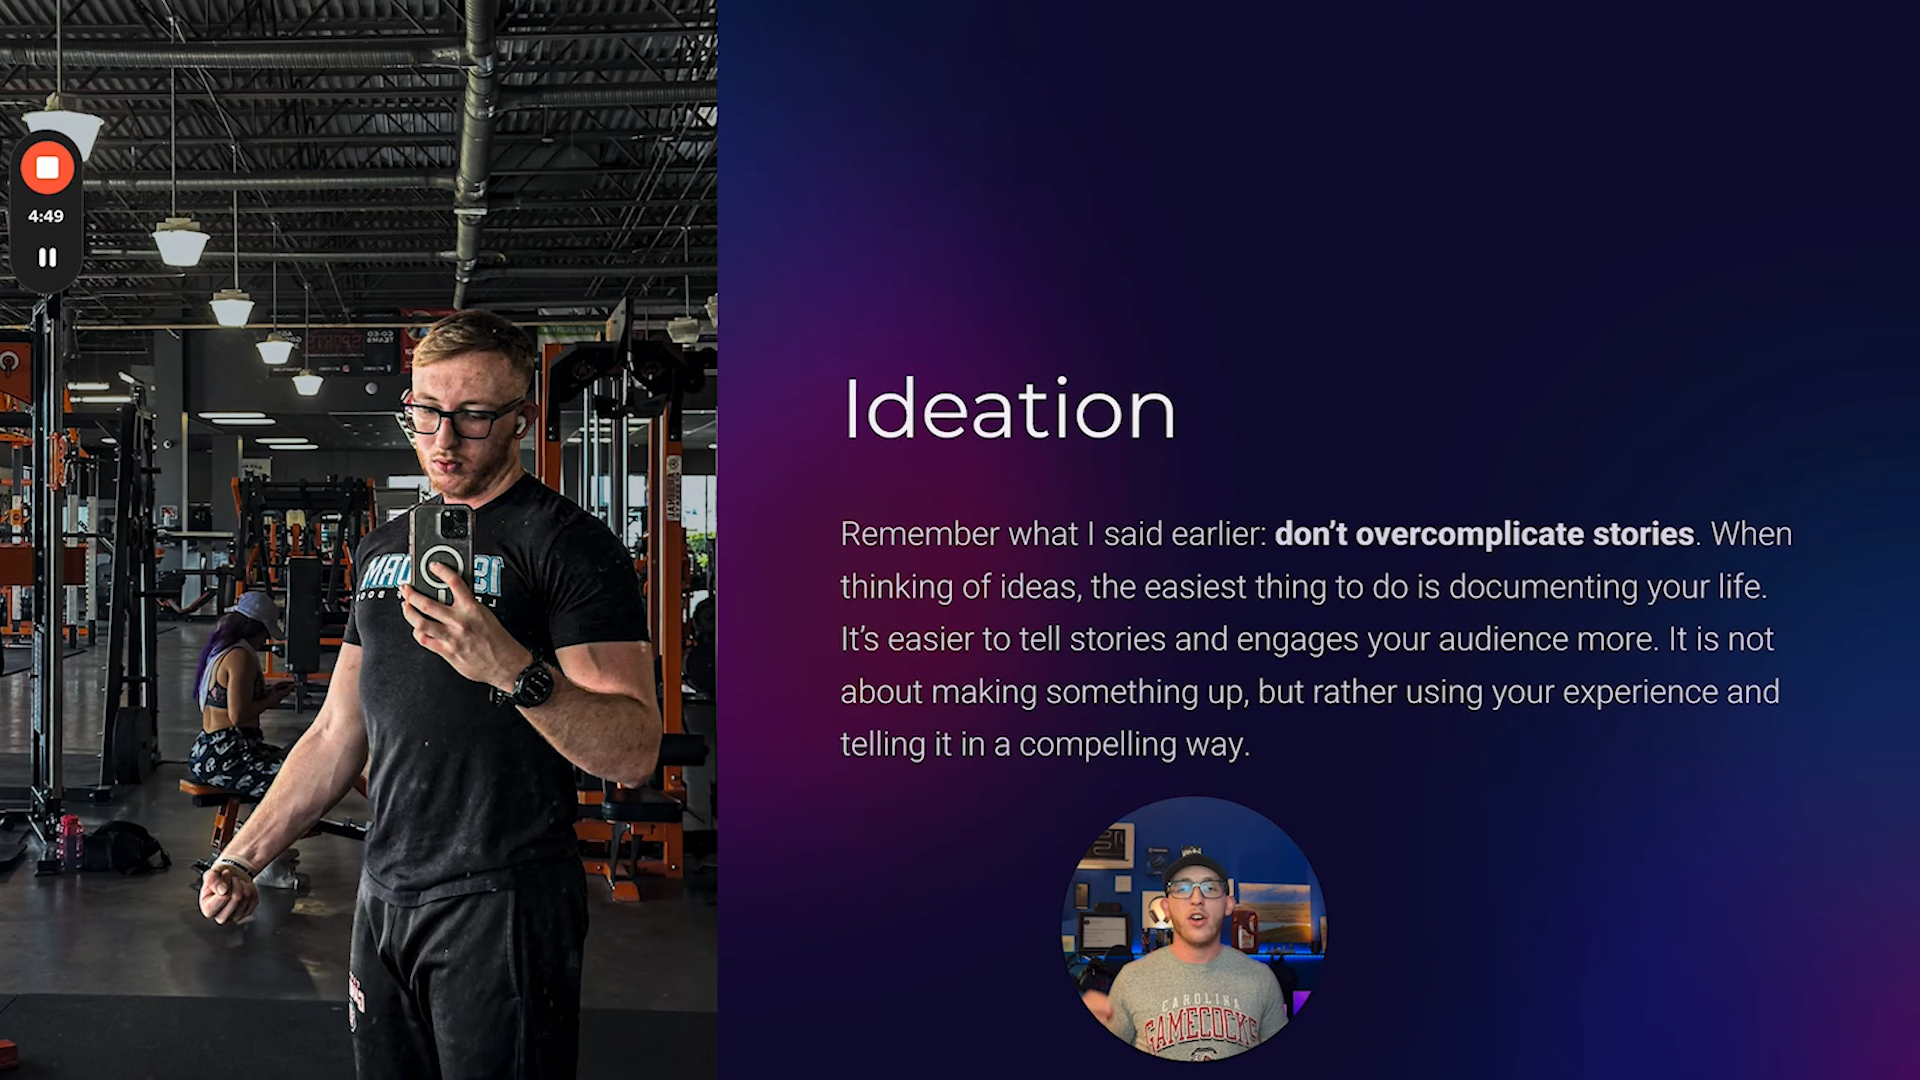 4:49
Ideation
Remember what I said earlier: don’t overcomplicate stories. When
thinking of ideas, the easiest thing to do is documenting your life.
It’s easier to tell stories and engages your audience more. It is not
about making something up, but rather using your experience and
telling it in a compelling way.
CAROLINA
GAMECOCKS